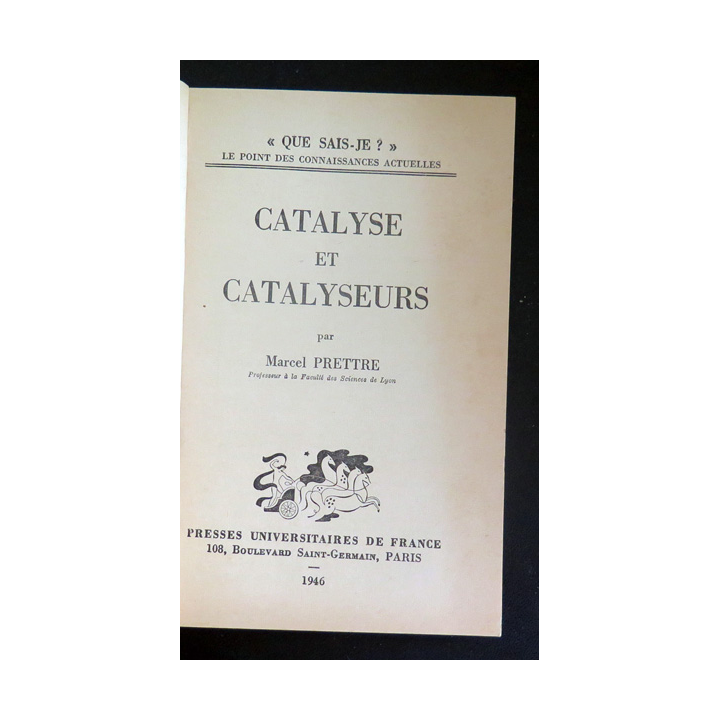 « QUE SAIS-JE ? »
LE POINT DES CONNAISSANCES ACTUELLES
CATALYSE
ET
CATALYSEURS
par
Marcel PRETTRE
Professeur à la Faculté des Sciences de Lyon
PRESSES UNIVERSITAIRES DE FRANCE
108, BOULEVARD SAINT-GERMAIN, PARIS
—
1946